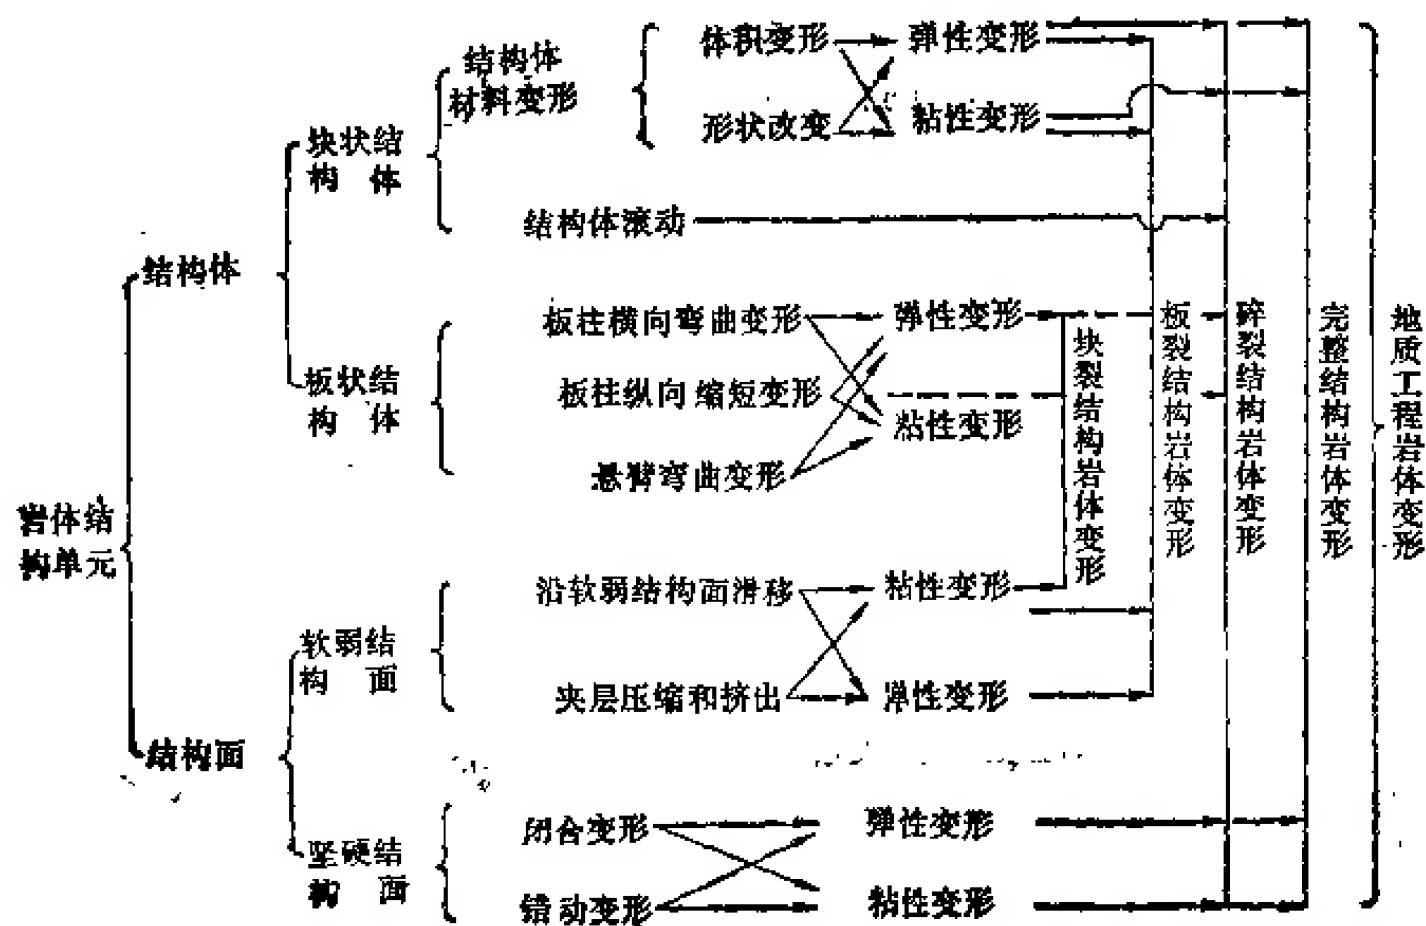 岩体结
构单元
结构体
结构面
块状结
构 体
板状结
构 体
软弱结
构 面
坚硬结
构 面
结构体
材料变形
体积变形
弹性变形
形状改变
粘性变形
结构体滚动
板柱横向弯曲变形
弹性变形
板柱纵向缩短变形
粘性变形
悬臂弯曲变形
沿软弱结构面滑移
粘性变形
夹层压缩和挤出
弹性变形
闭合变形
弹性变形
错动变形
粘性变形
块裂结构岩体变形
板裂结构岩体变形
碎裂结构岩体变形
完整结构岩体变形
地质工程岩体变形